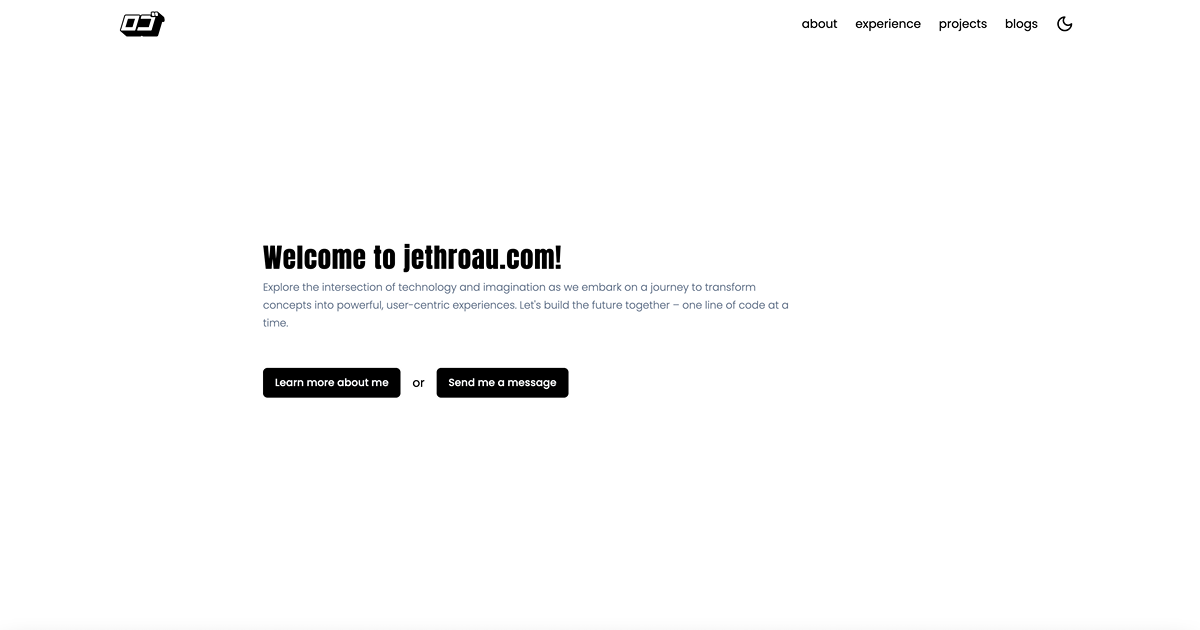 about experience projects blogs
Welcome to jethroau.com!
Explore the intersection of technology and imagination as we embark on a journey to transform
concepts into powerful, user-centric experiences. Let's build the future together – one line of code at a
time.
Learn more about me or Send me a message